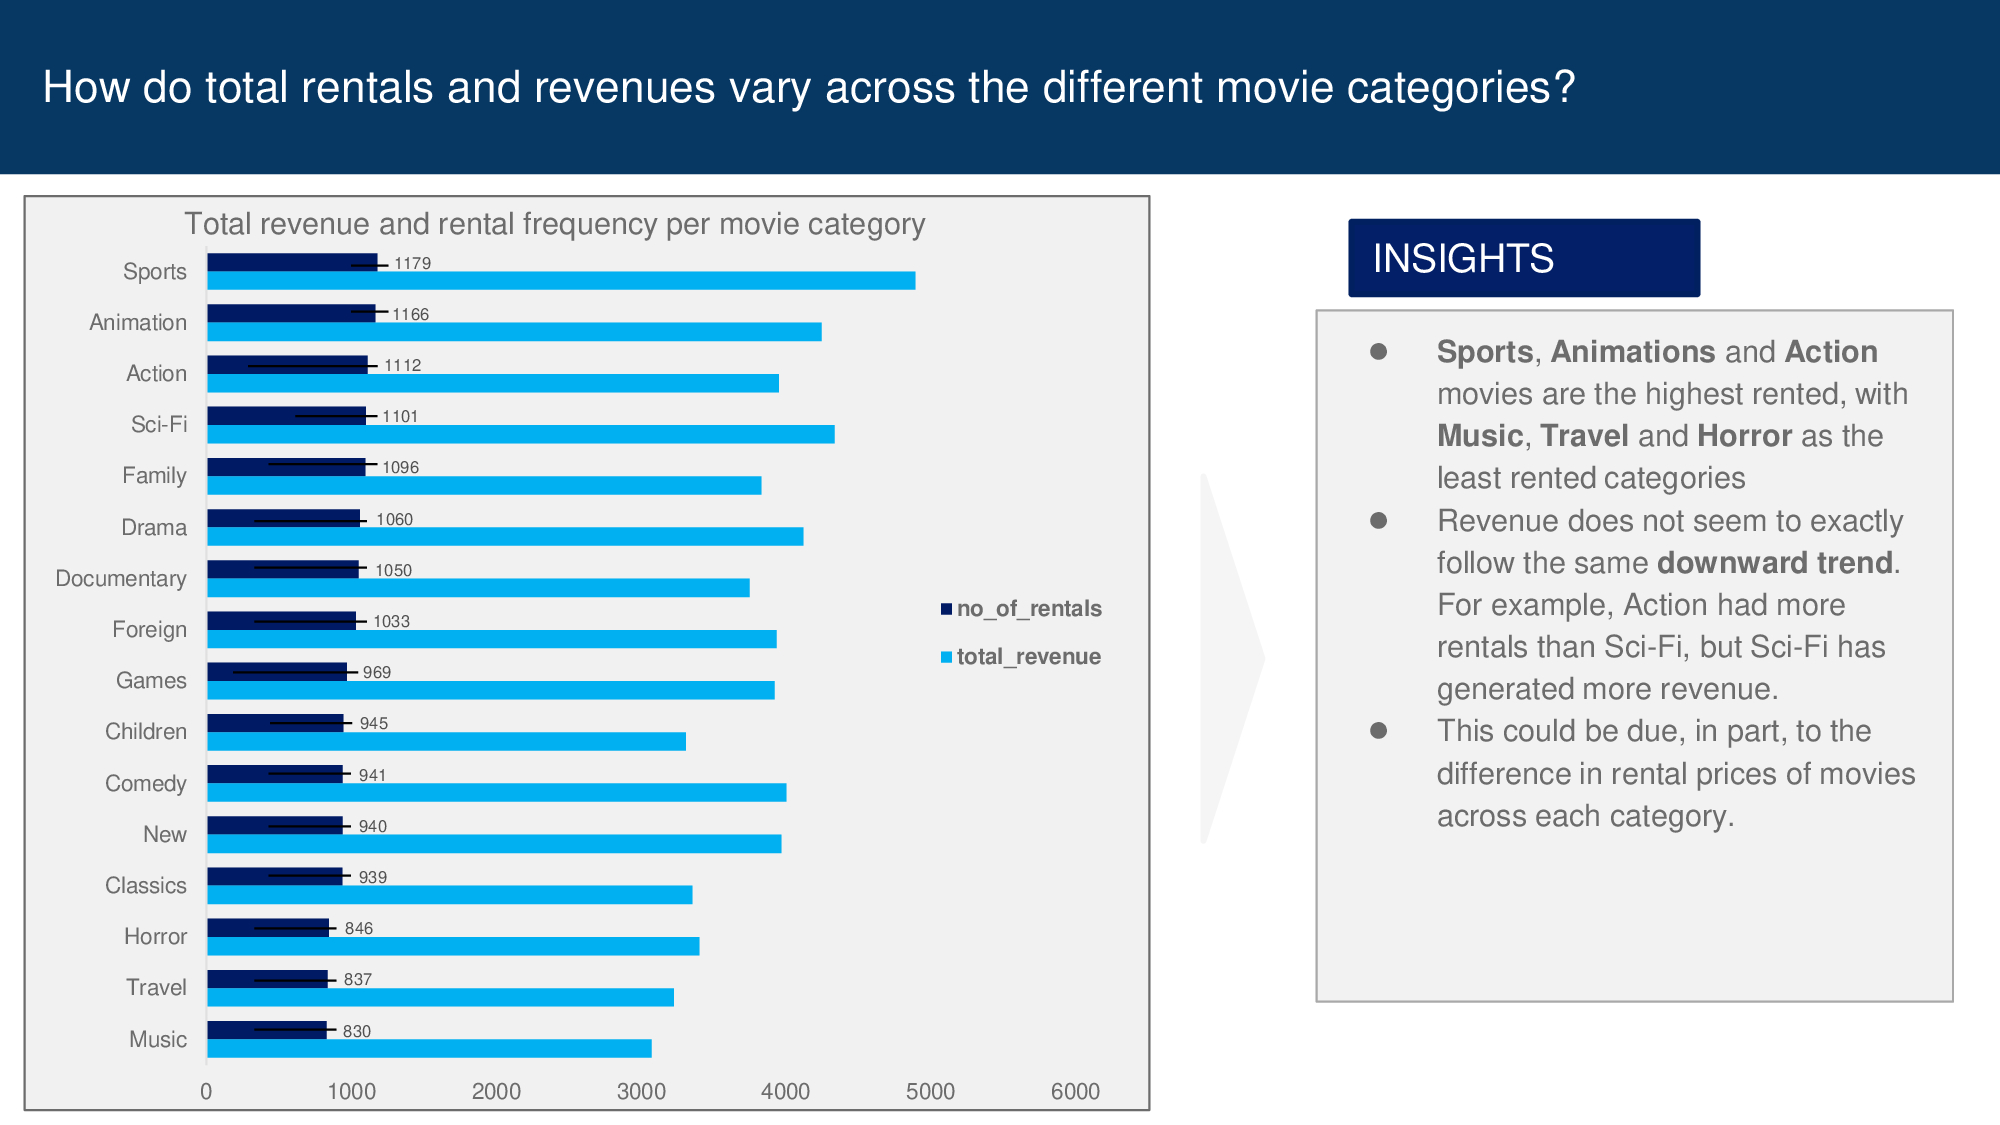 How do total rentals and revenues vary across the different movie categories?
Total revenue and rental frequency per movie category
Sports 1179
Animation 1166
Action 1112
Sci-Fi 1101
Family 1096
Drama 1060
Documentary 1050
Foreign 1033
Games 969
Children 945
Comedy 941
New 940
Classics 939
Horror 846
Travel 837
Music 830
0 1000 2000 3000 4000 5000 6000
no_of_rentals
total_revenue
INSIGHTS
● Sports, Animations and Action
movies are the highest rented, with
Music, Travel and Horror as the
least rented categories
● Revenue does not seem to exactly
follow the same downward trend.
For example, Action had more
rentals than Sci-Fi, but Sci-Fi has
generated more revenue.
● This could be due, in part, to the
difference in rental prices of movies
across each category.